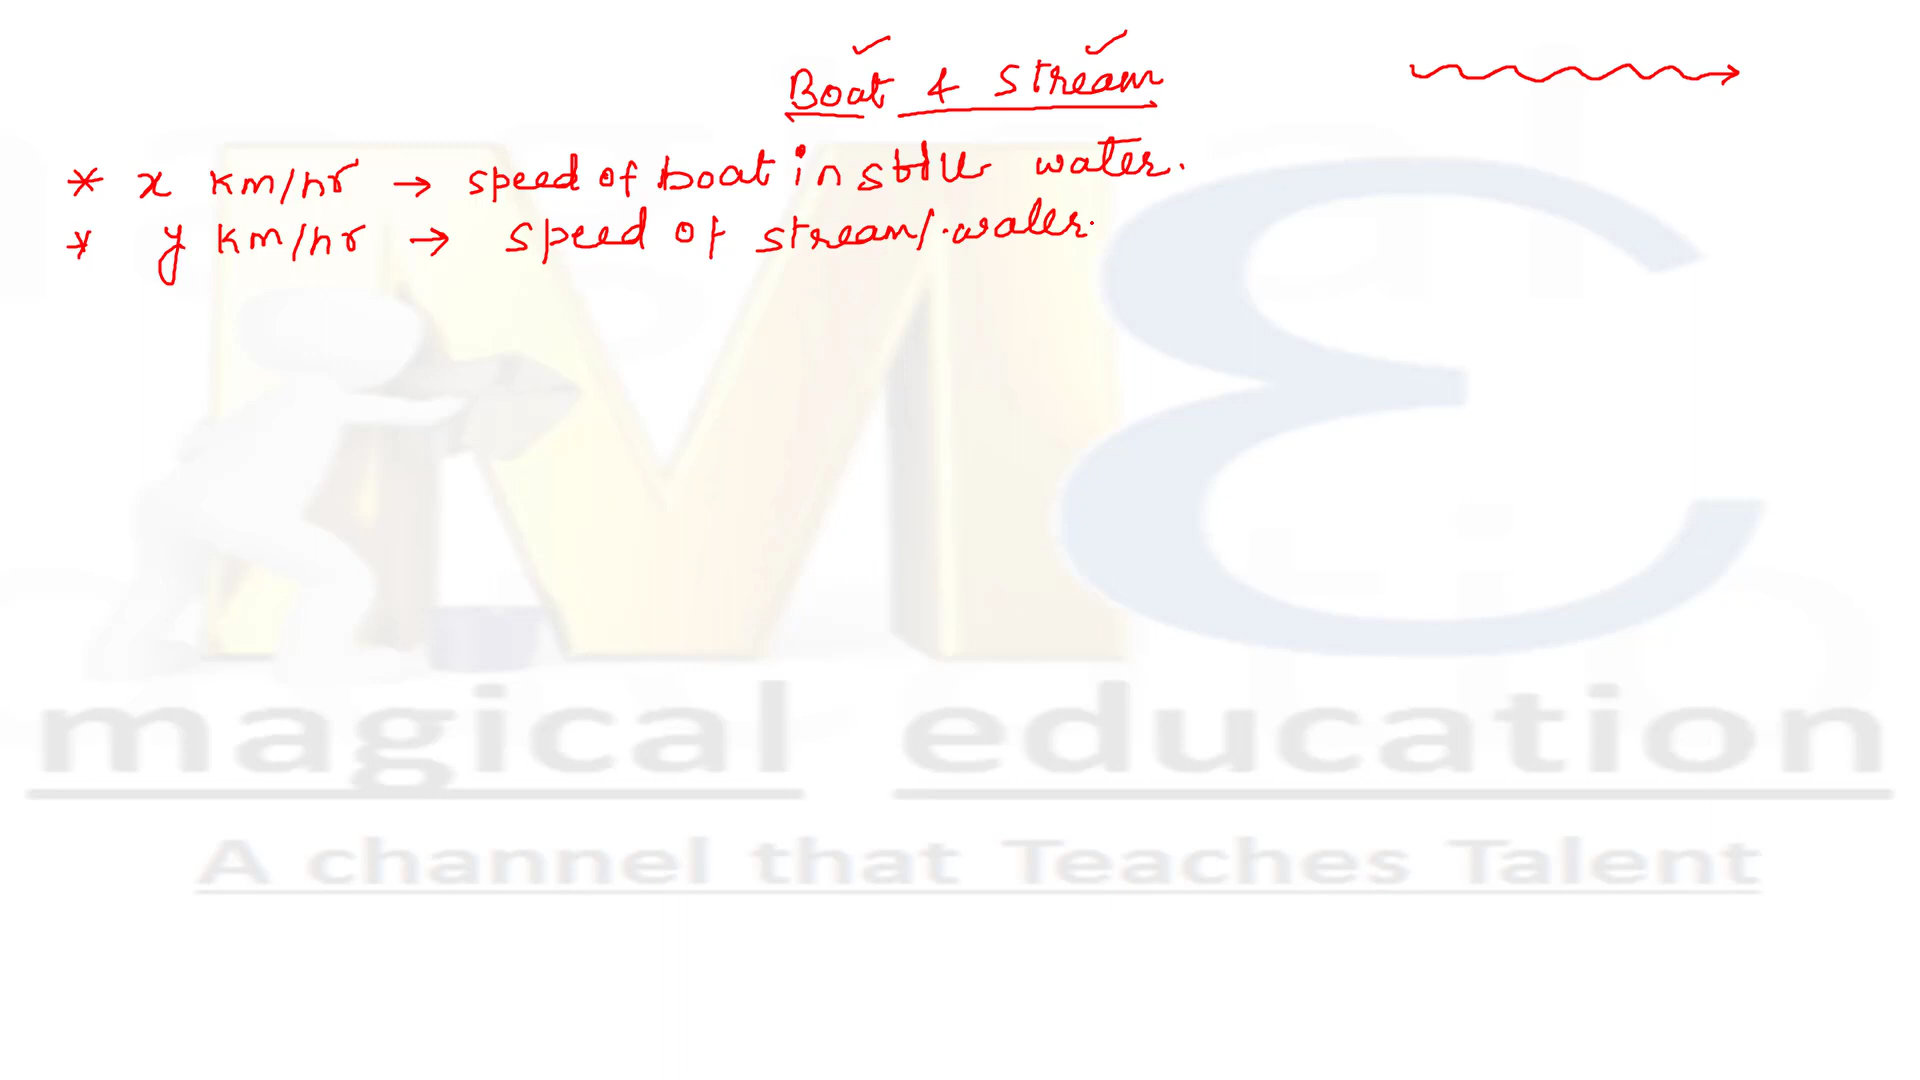 Boat & Stream
* x km/hr → speed of boat in still water.
* y km/hr → speed of stream/water.
magical education
A channel that Teaches Talent